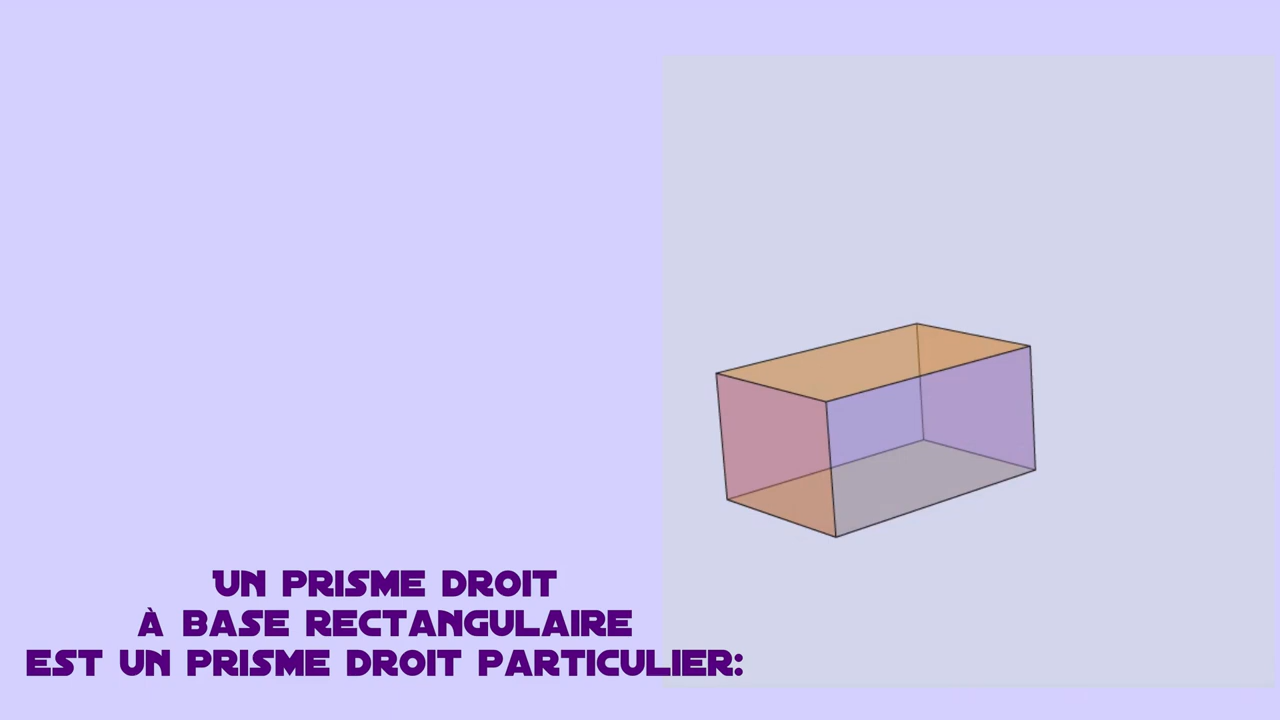 UN PRISME DROIT
À BASE RECTANGULAIRE
EST UN PRISME DROIT PARTICULIER: